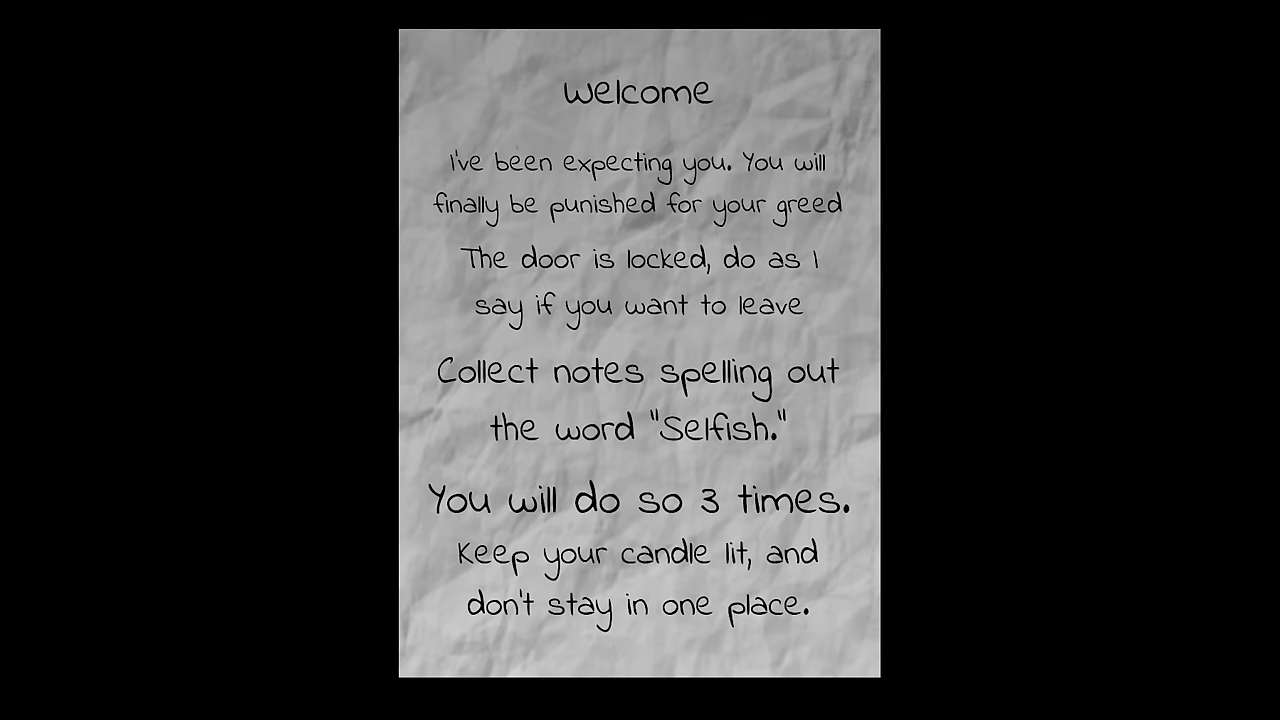 Welcome
I've been expecting you. You will
finally be punished for your greed
The door is locked, do as I
say if you want to leave
Collect notes spelling out
the word "Selfish."
You will do so 3 times.
Keep your candle lit, and
don't stay in one place.